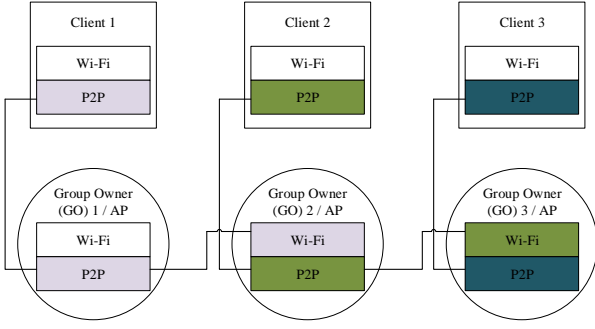 Client 1
Wi-Fi
P2P
Client 2
Wi-Fi
P2P
Client 3
Wi-Fi
P2P
Group Owner
(GO) 1 / AP
Wi-Fi
P2P
Group Owner
(GO) 2 / AP
Wi-Fi
P2P
Group Owner
(GO) 3 / AP
Wi-Fi
P2P